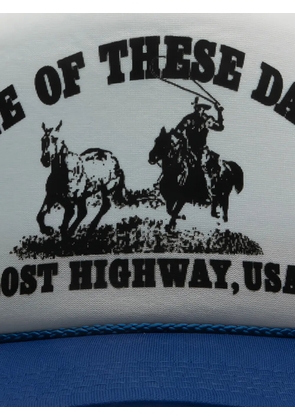 E OF THESE DA
OST HIGHWAY, USA